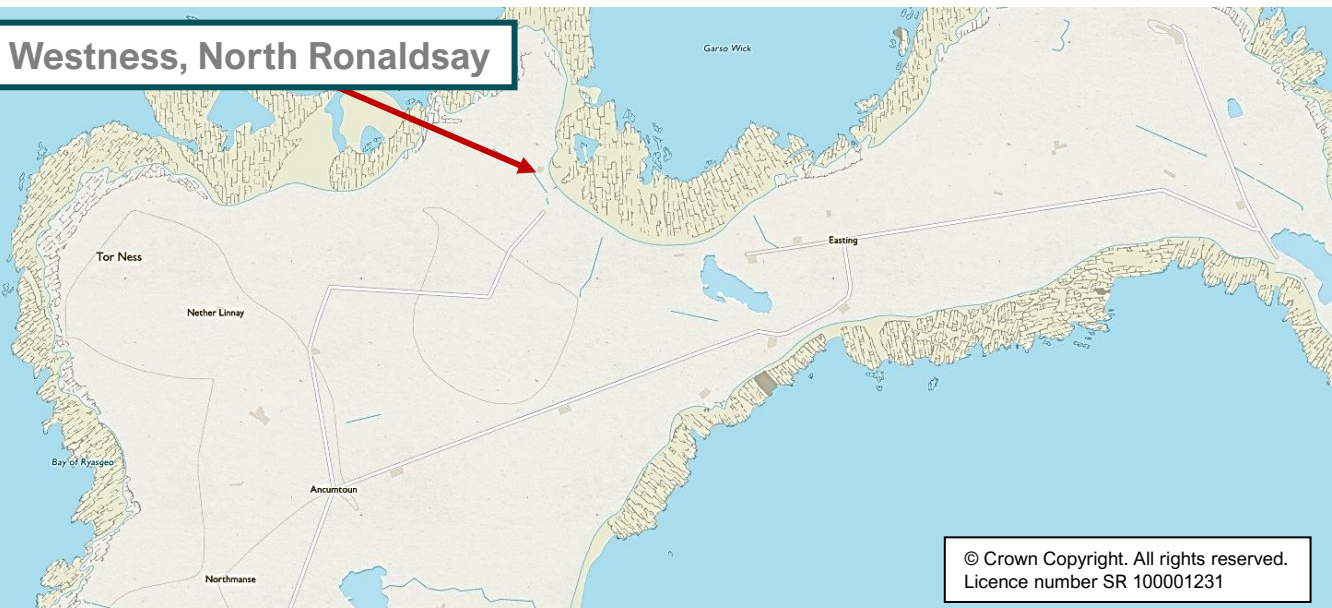 Westness, North Ronaldsay
Garso Wick
Easting
Tor Ness
Nether Linnay
Bay of Ryasgeo
Ancumtoun
Northmanse
© Crown Copyright. All rights reserved.
Licence number SR 100001231